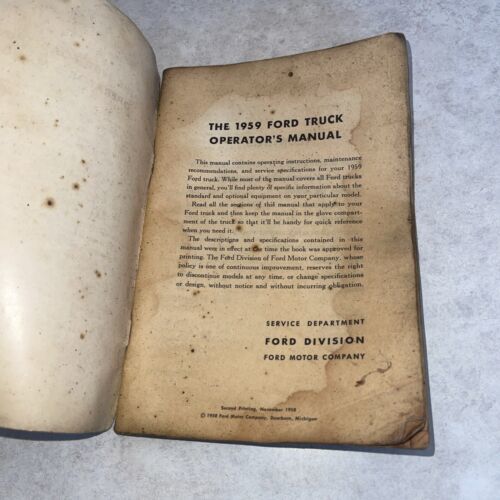 THE 1959 FORD TRUCK
OPERATOR'S MANUAL
This manual contains operating instructions, maintenance
recommendations, and service specifications for your 1959
Ford truck. While most of the manual covers all Ford trucks
in general, you'll find plenty of specific information about the
standard and optional equipment on your particular model.
Read all the sections of this manual that apply to your
Ford truck and then keep the manual in the glove compart-
ment of the truck so that it'll be handy for quick reference
when you need it.
The descriptions and specifications contained in this
manual were in effect at the time the book was approved for
printing. The Ford Division of Ford Motor Company, whose
policy is one of continuous improvement, reserves the right
to discontinue models at any time, or change specifications
or design, without notice and without incurring obligation.
SERVICE DEPARTMENT
FORD DIVISION
FORD MOTOR COMPANY
Second Printing, November 1958
© 1958 Ford Motor Company, Dearborn, Michigan